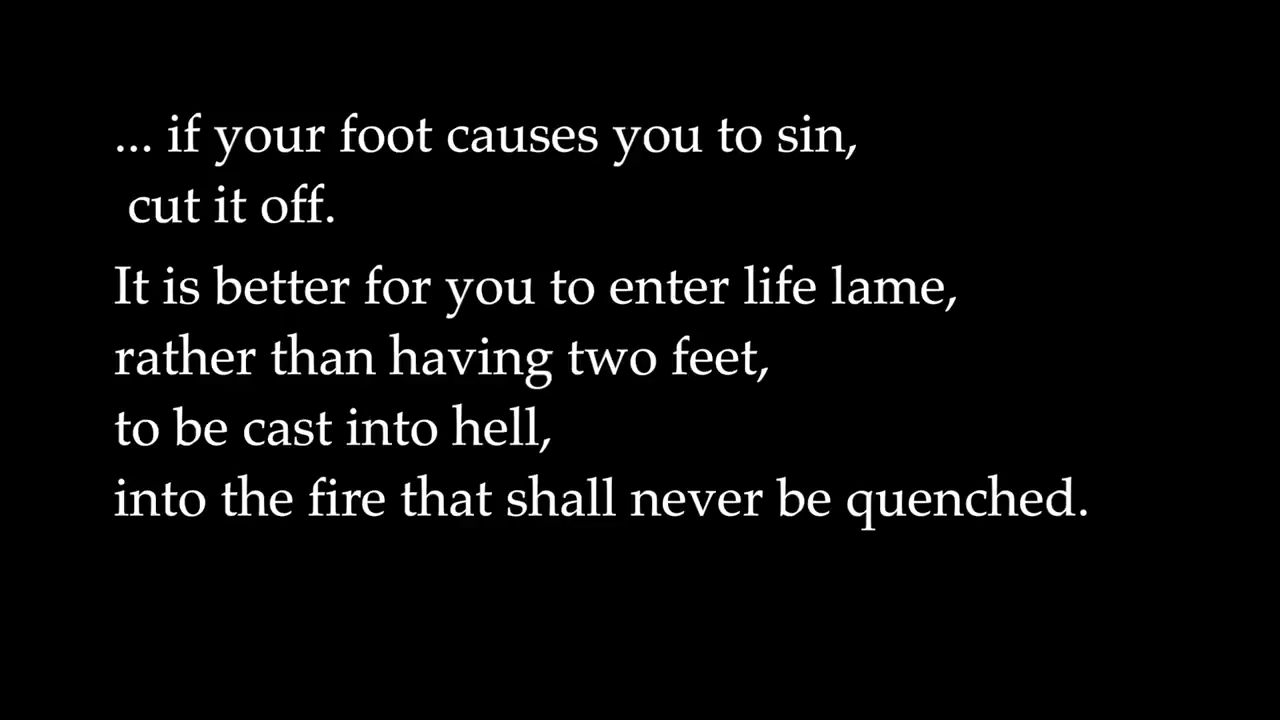 ... if your foot causes you to sin,
cut it off.
It is better for you to enter life lame,
rather than having two feet,
to be cast into hell,
into the fire that shall never be quenched.